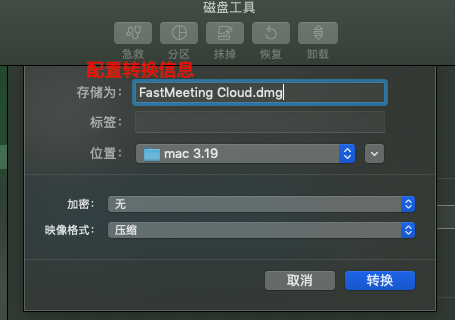 磁盘工具
急救 分区 抹掉 恢复 卸载
配置转换信息
存储为： FastMeeting Cloud.dmg
标签：
位置： mac 3.19
加密： 无
映像格式： 压缩
取消 转换